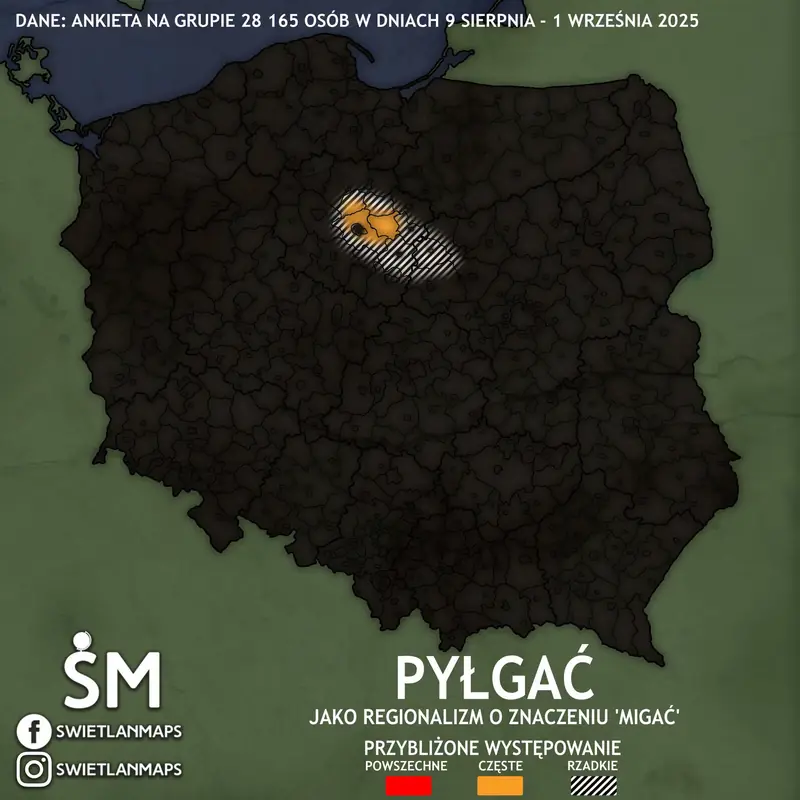 DANE: ANKIETA NA GRUPIE 28 165 OSÓB W DNIACH 9 SIERPNIA - 1 WRZEŚNIA 2025
ŚM
SWIETLANMAPS
SWIETLANMAPS
PYŁGAĆ
JAKO REGIONALIZM O ZNACZENIU 'MIGAĆ'
PRZYBLIŻONE WYSTĘPOWANIE
POWSZECHNE CZĘSTE RZADKIE